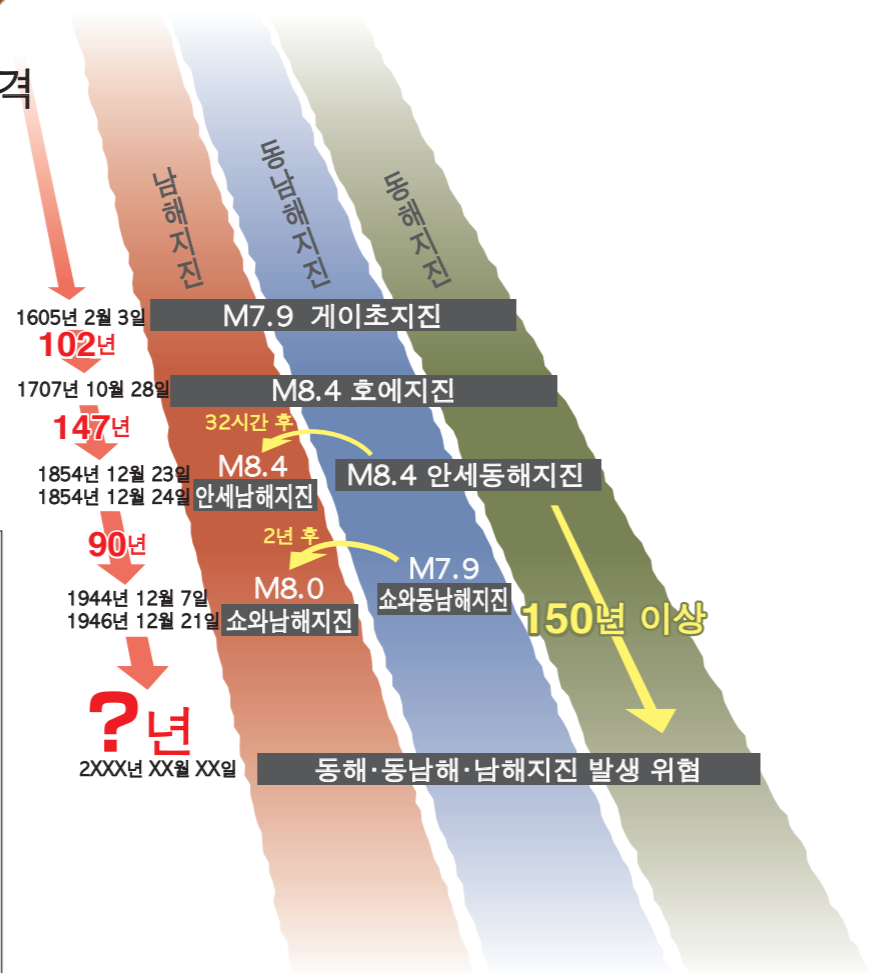 격
남해지진
동남해지진
동해지진
1605년 2월 3일
M7.9 게이초지진
102년
1707년 10월 28일
M8.4 호에지진
147년
32시간 후
1854년 12월 23일
M8.4
M8.4 안세동해지진
1854년 12월 24일
안세남해지진
90년
2년 후
M7.9
1944년 12월 7일
M8.0
쇼와동남해지진
1946년 12월 21일
쇼와남해지진
150년 이상
?년
2XXX년 XX월 XX일
동해·동남해·남해지진 발생 위협